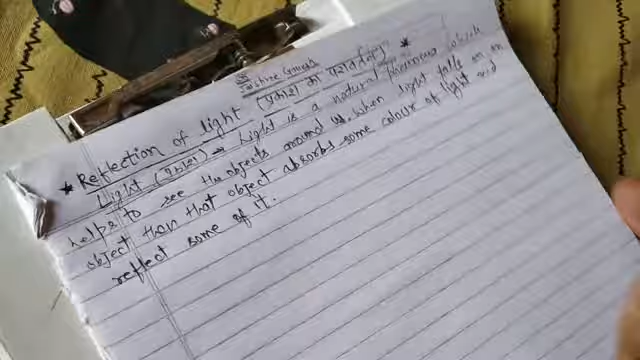 ॐ
Jaishree Ganesh
* Reflection of light (प्रकाश का परावर्तन) *
Light (प्रकाश) → Light is a natural phenomena which
helps to see the objects around us. when light falls on an
object then that object absorbs some colour of light and
reflect some of it.